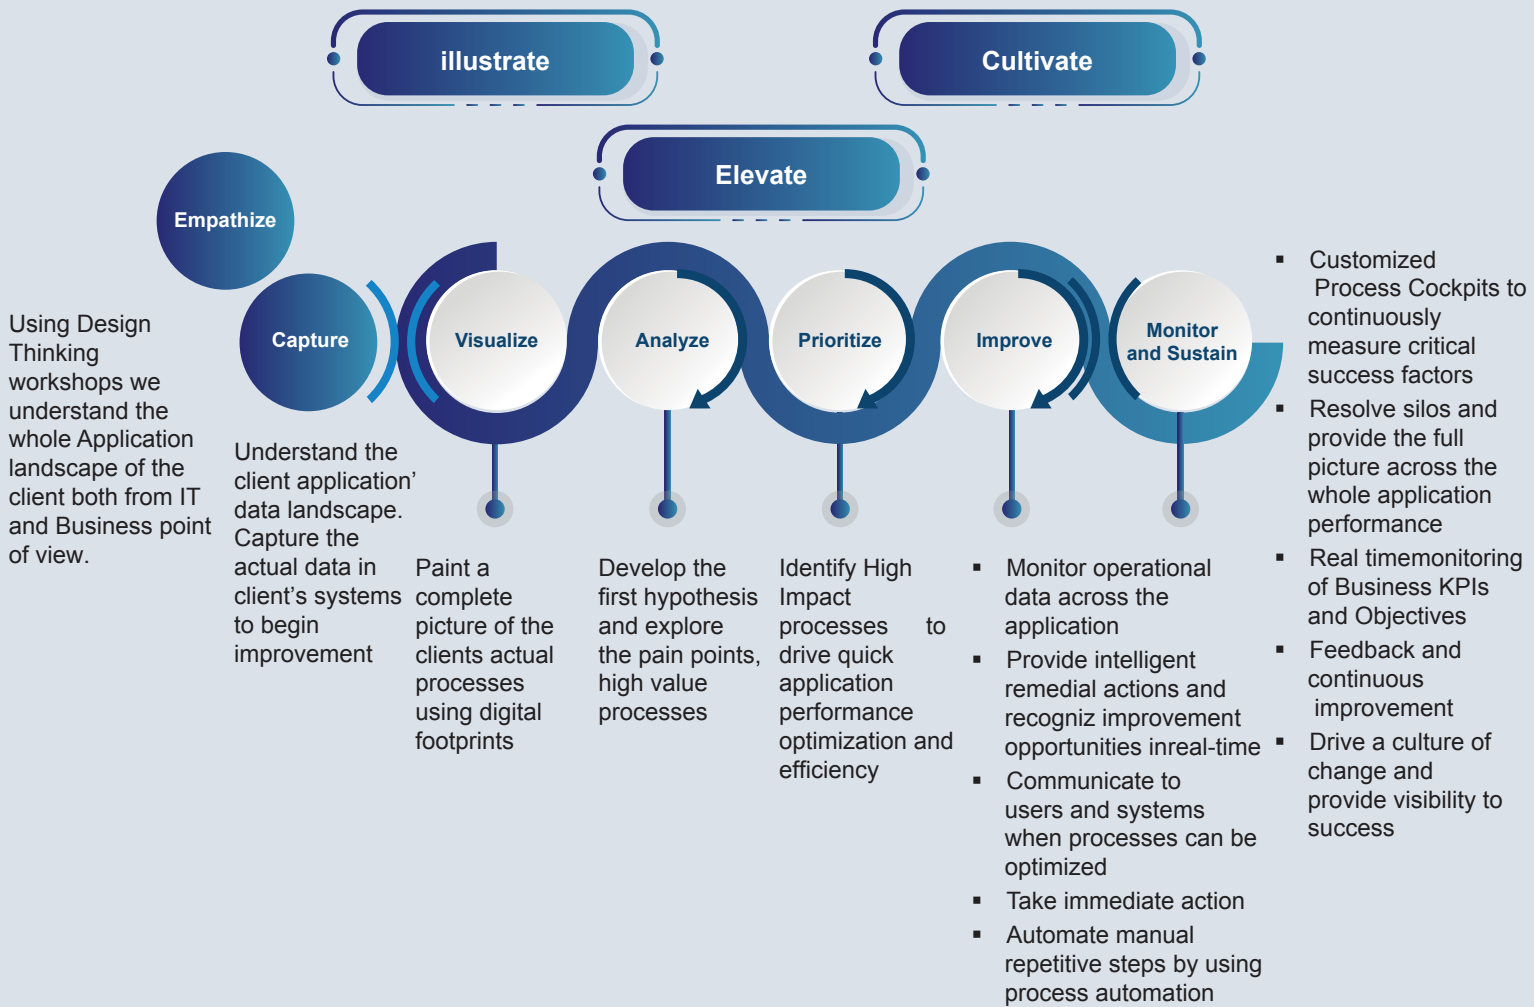 illustrate
Cultivate
Elevate
Empathize
Capture
Visualize
Analyze
Prioritize
Improve
Monitor
and Sustain
Using Design
Thinking
workshops we
understand the
whole Application
landscape of the
client both from IT
and Business point
of view.
Understand the
client application’
data landscape.
Capture the
actual data in
client’s systems
to begin
improvement
Paint a
complete
picture of the
clients actual
processes
using digital
footprints
Develop the
first hypothesis
and explore
the pain points,
high value
processes
Identify High
Impact
processes to
drive quick
application
performance
optimization and
efficiency
▪ Monitor operational
data across the
application
▪ Provide intelligent
remedial actions and
recogniz improvement
opportunities inreal-time
▪ Communicate to
users and systems
when processes can be
optimized
▪ Take immediate action
▪ Automate manual
repetitive steps by using
process automation
▪ Customized
Process Cockpits to
continuously
measure critical
success factors
▪ Resolve silos and
provide the full
picture across the
whole application
performance
▪ Real timemonitoring
of Business KPIs
and Objectives
▪ Feedback and
continuous
improvement
▪ Drive a culture of
change and
provide visibility to
success